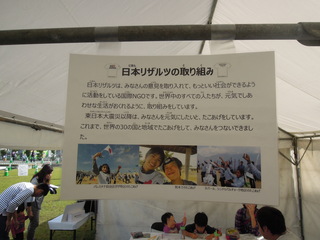 日本リザルツの取り組み
日本リザルツは、みなさんの意見を取り入れて、もっといい社会ができるよう
に活動をしている国際NGOです。世界中のすべての人たちが、元気でしあ
わせな生活がおくれるように、取り組みをしています。
東日本大震災以降は、みなさんを元気にしたいと、たこあげをしています。
これまで、世界の30の国と地域でたこあげをして、みなさんをつないできまし
た。